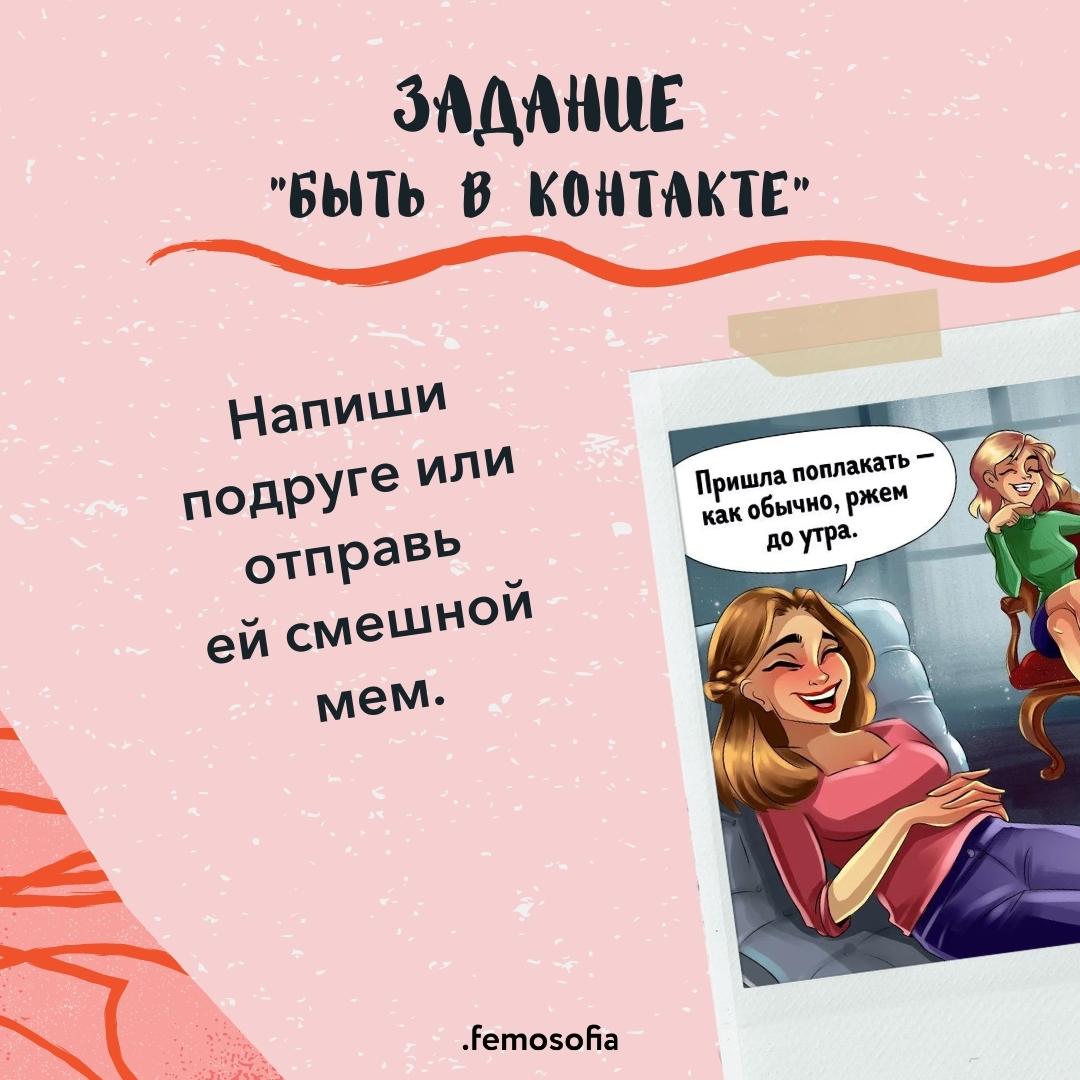 ЗАДАНИЕ
"БЫТЬ В КОНТАКТЕ"
Напиши
подруге или
отправь
ей смешной
мем.
Пришла поплакать —
как обычно, ржем
до утра.
.femosofia